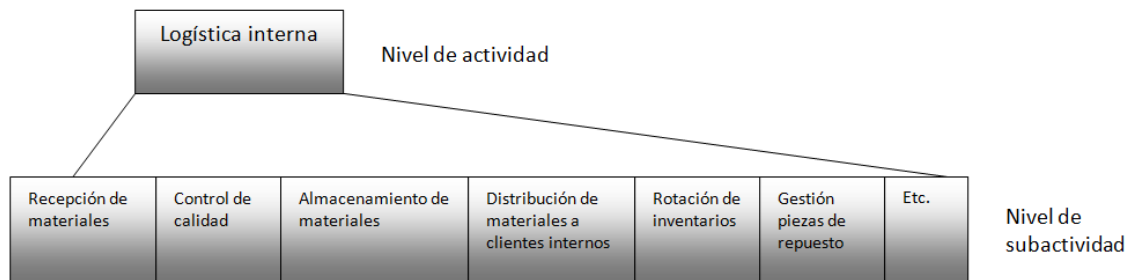 Logística interna
Nivel de actividad
Recepción de
materiales
Control de
calidad
Almacenamiento de
materiales
Distribución de
materiales a
clientes internos
Rotación de
inventarios
Gestión
piezas de
repuesto
Etc.
Nivel de
subactividad